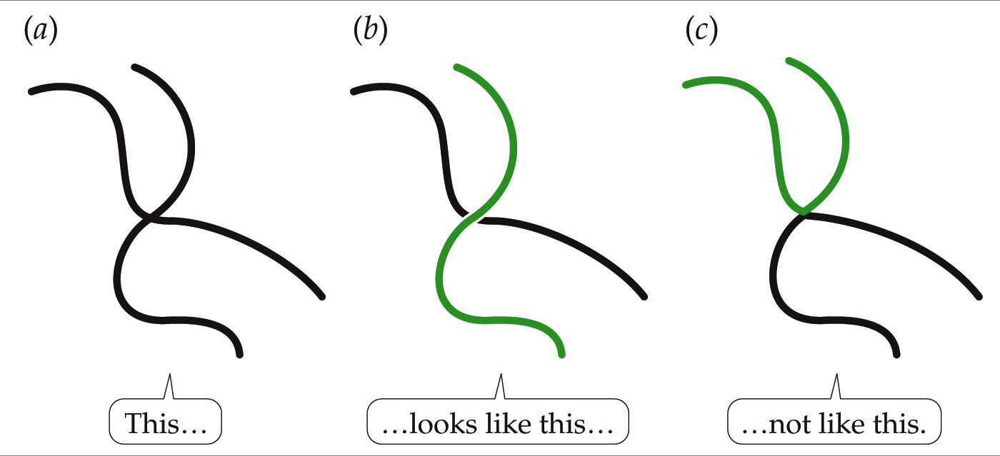 (a)
(b)
(c)
This…
…looks like this…
…not like this.